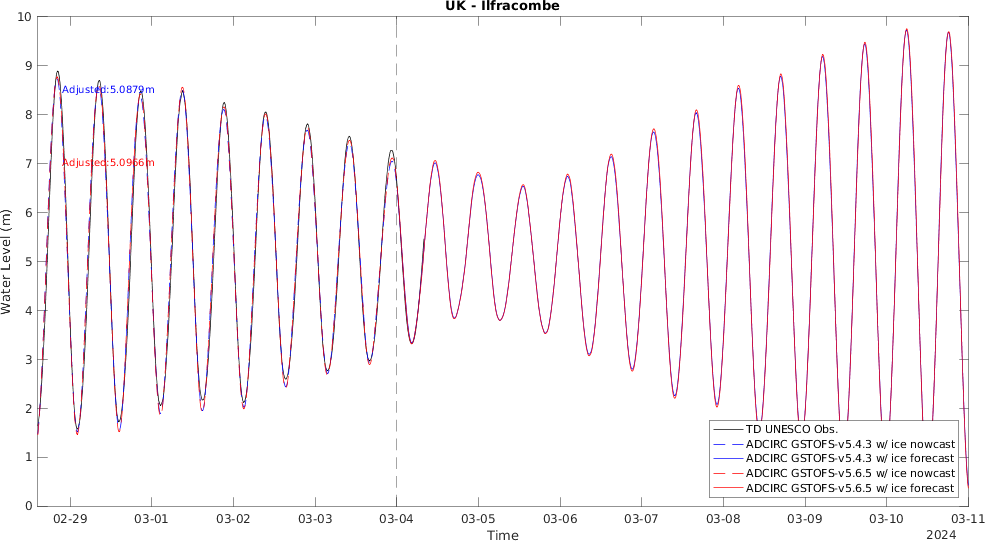 UK - Ilfracombe
10
9
8
7
6
5
4
3
2
1
0
Water Level (m)
Adjusted:5.0879m
Adjusted:5.0966m
TD UNESCO Obs.
ADCIRC GSTOFS-v5.4.3 w/ ice nowcast
ADCIRC GSTOFS-v5.4.3 w/ ice forecast
ADCIRC GSTOFS-v5.6.5 w/ ice nowcast
ADCIRC GSTOFS-v5.6.5 w/ ice forecast
02-29 03-01 03-02 03-03 03-04 03-05 03-06 03-07 03-08 03-09 03-10 03-11
Time 2024